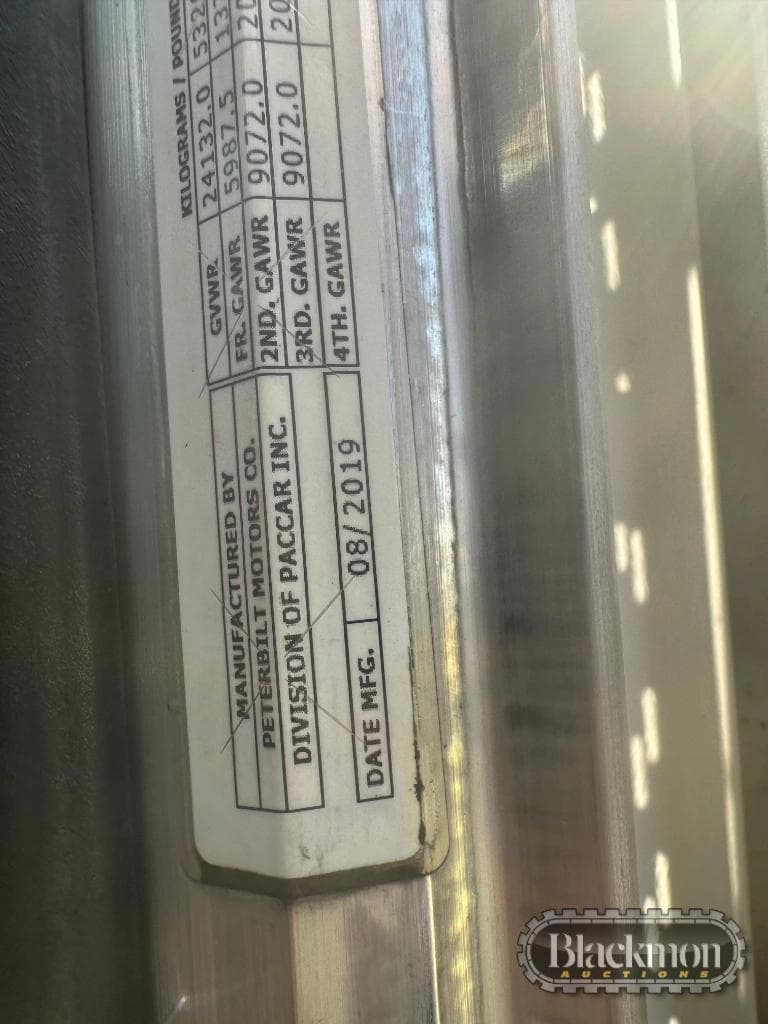 MANUFACTURED BY
PETERBILT MOTORS CO.
DIVISION OF PACCAR INC.
DATE MFG. 08/2019
KILOGRAMS / POUND
GVWR 24132.0 532
FR. GAWR 5987.5 13
2ND. GAWR 9072.0 20
3RD. GAWR 9072.0 20
4TH. GAWR
Blackmon
AUCTIONS